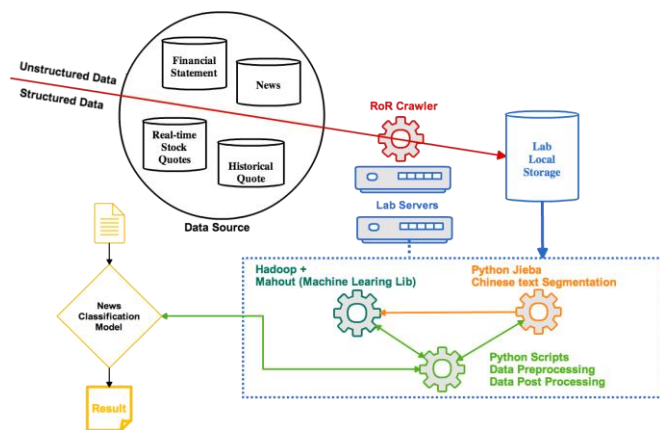 Financial
Statement
News
Unstructured Data
Structured Data
RoR Crawler
Real-time
Stock
Quotes
Historical
Quote
Lab
Local
Storage
Data Source
Lab Servers
Hadoop +
Mahout (Machine Learing Lib)
Python Jieba
Chinese text Segmentation
News
Classification
Model
Python Scripts
Data Preprocessing
Data Post Processing
Result